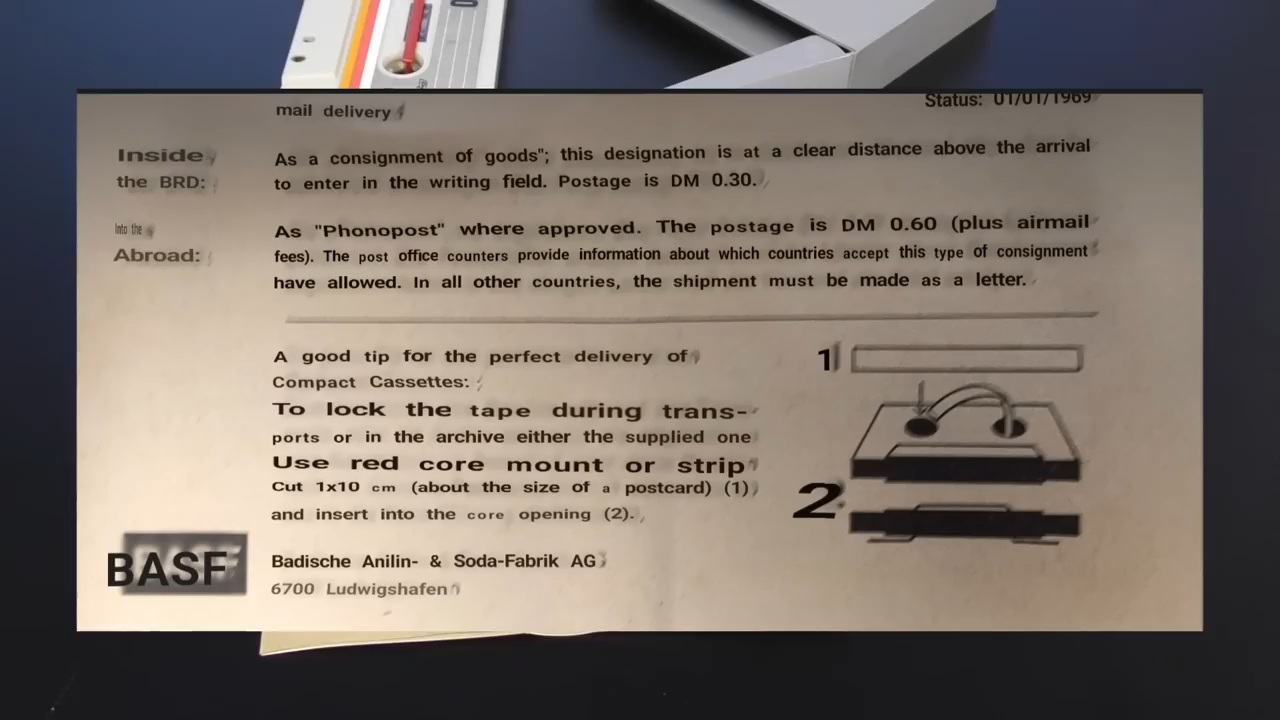 mail delivery
Status: 01/01/1969
Inside
the BRD:
As a consignment of goods"; this designation is at a clear distance above the arrival
to enter in the writing field. Postage is DM 0.30.
Into the
Abroad:
As "Phonopost" where approved. The postage is DM 0.60 (plus airmail
fees). The post office counters provide information about which countries accept this type of consignment
have allowed. In all other countries, the shipment must be made as a letter.
A good tip for the perfect delivery of
Compact Cassettes:
To lock the tape during trans-
ports or in the archive either the supplied one
Use red core mount or strip
Cut 1x10 cm (about the size of a postcard) (1)
and insert into the core opening (2).
1
2
BASF
Badische Anilin- & Soda-Fabrik AG
6700 Ludwigshafen